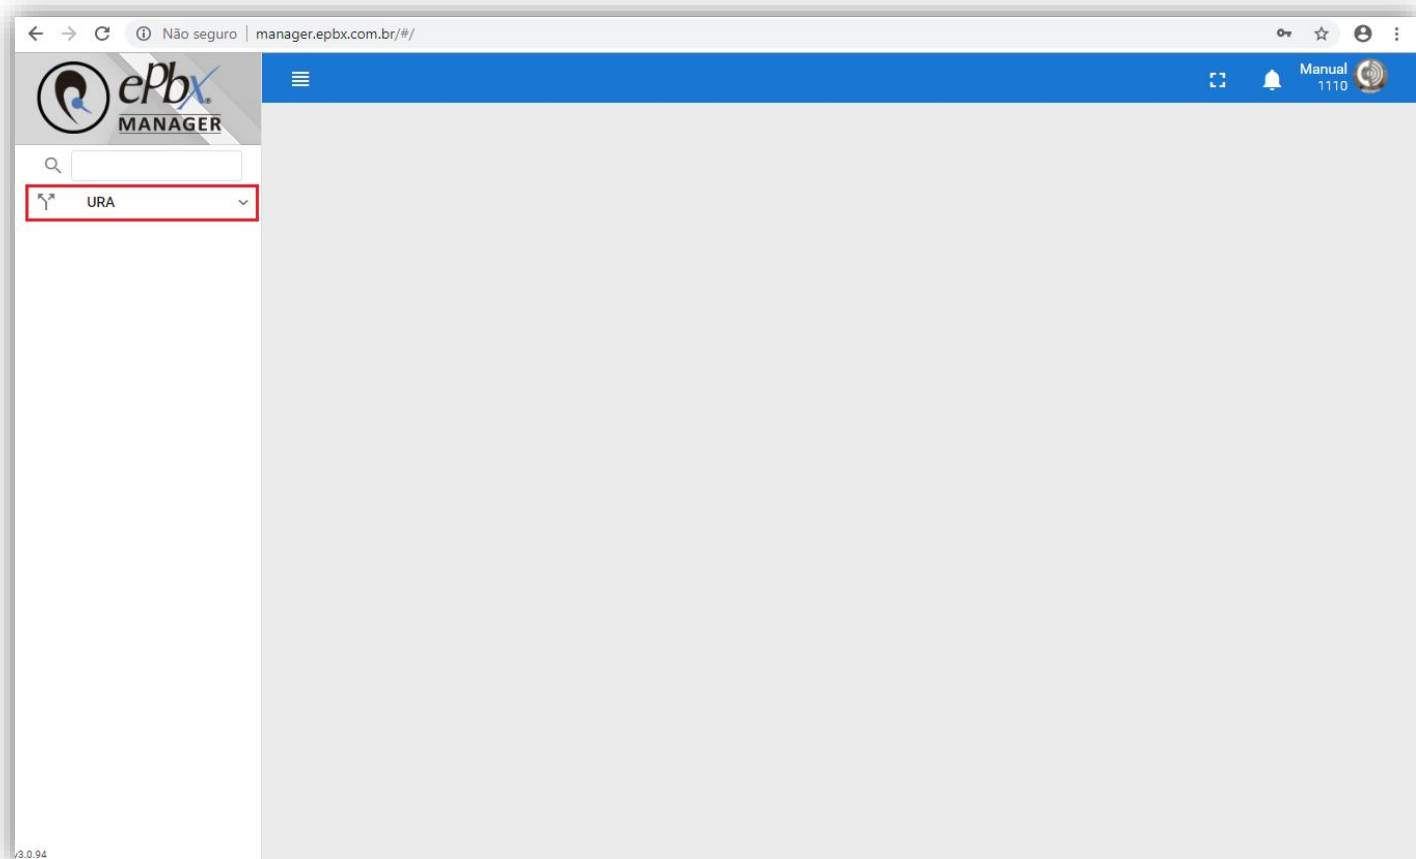 Não seguro | manager.epbx.com.br/#/
ePbx®
MANAGER
Manual
1110
URA
v3.0.94